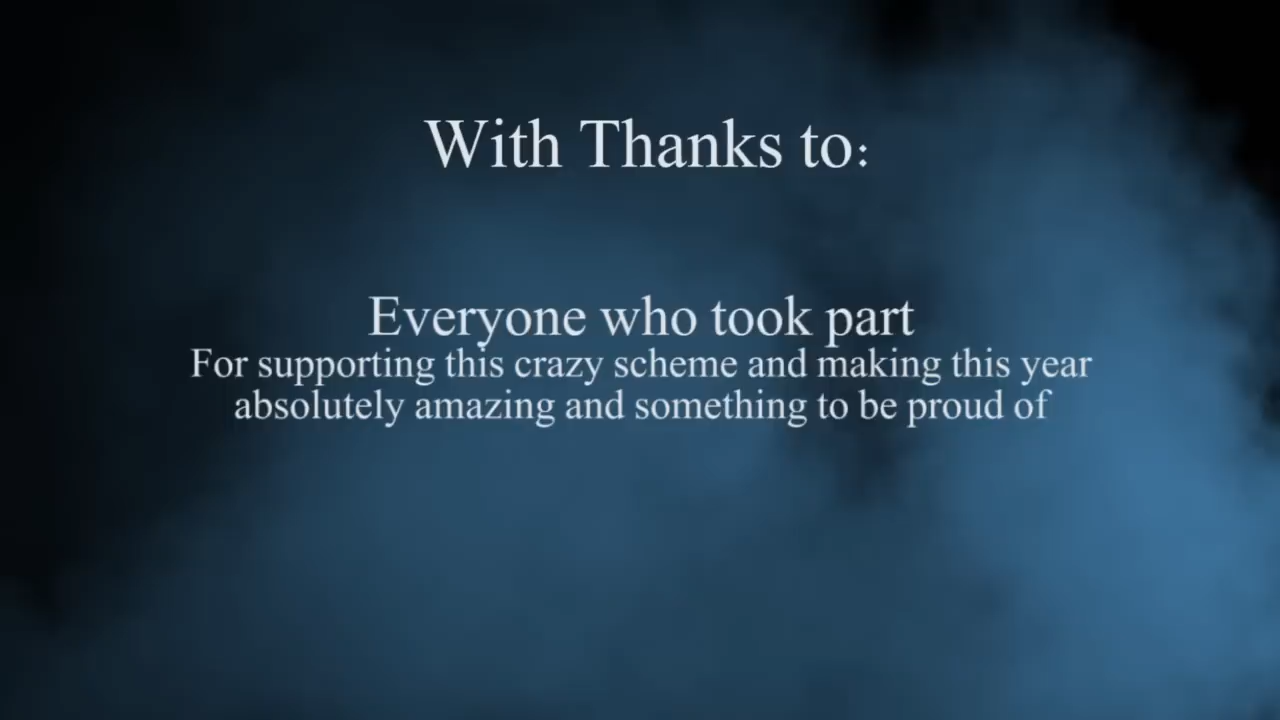 With Thanks to:
Everyone who took part
For supporting this crazy scheme and making this year
absolutely amazing and something to be proud of